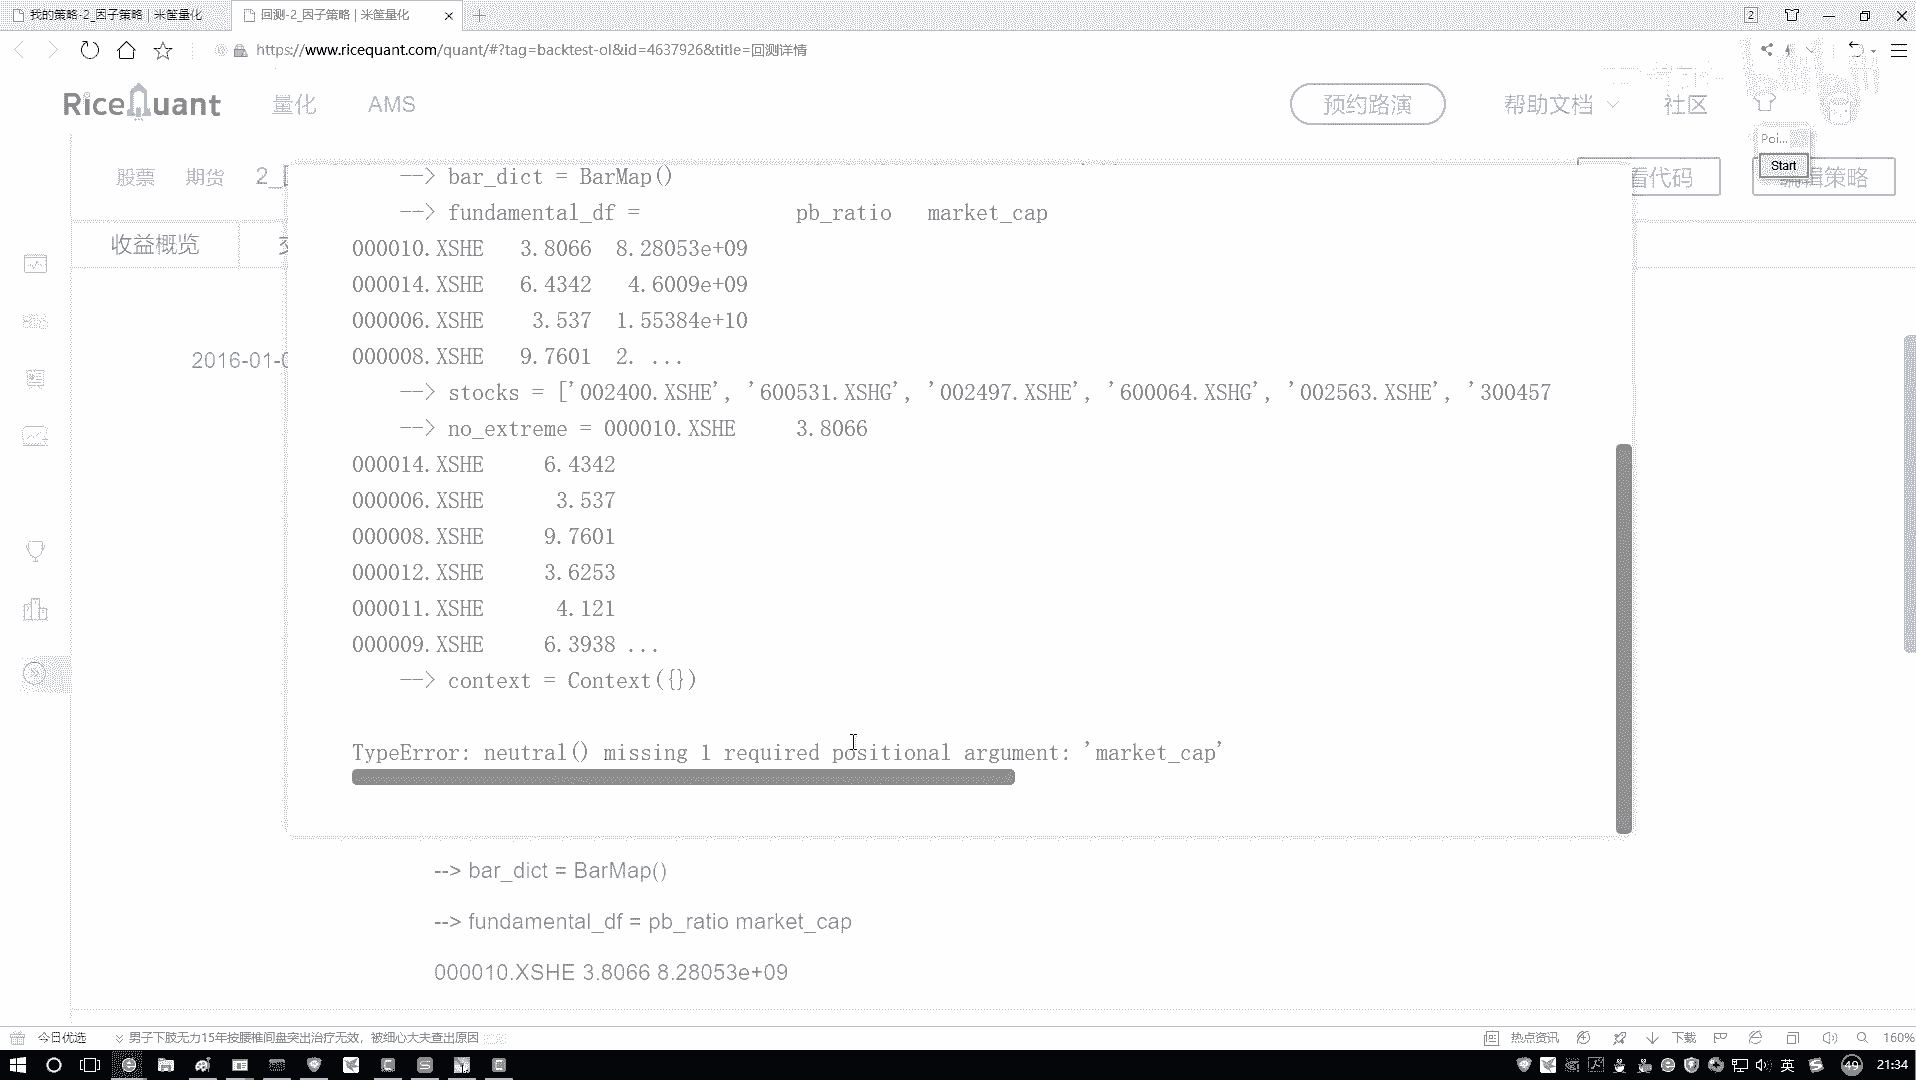 我的策略-2_因子策略 | 米筐量化
回测-2_因子策略 | 米筐量化
2
https://www.ricequant.com/quant/#?tag=backtest-ol&id=4637926&title=回测详情
RiceQuant 量化 AMS 预约路演 帮助文档 社区
Poi...
Start
股票 期货 2_ 看代码 编辑策略
收益概览
2016-01-0
--> bar_dict = BarMap()
--> fundamental_df = pb_ratio market_cap
000010.XSHE 3.8066 8.28053e+09
000014.XSHE 6.4342 4.6009e+09
000006.XSHE 3.537 1.55384e+10
000008.XSHE 9.7601 2. ...
--> stocks = ['002400.XSHE', '600531.XSHG', '002497.XSHE', '600064.XSHG', '002563.XSHE', '300457
--> no_extreme = 000010.XSHE 3.8066
000014.XSHE 6.4342
000006.XSHE 3.537
000008.XSHE 9.7601
000012.XSHE 3.6253
000011.XSHE 4.121
000009.XSHE 6.3938 ...
--> context = Context({})
TypeError: neutral() missing 1 required positional argument: 'market_cap'
--> bar_dict = BarMap()
--> fundamental_df = pb_ratio market_cap
000010.XSHE 3.8066 8.28053e+09
今日优选 男子下肢无力15年按腰椎间盘突出治疗无效，被细心大夫查出原因 热点资讯 下载 160%
英 49 21:34